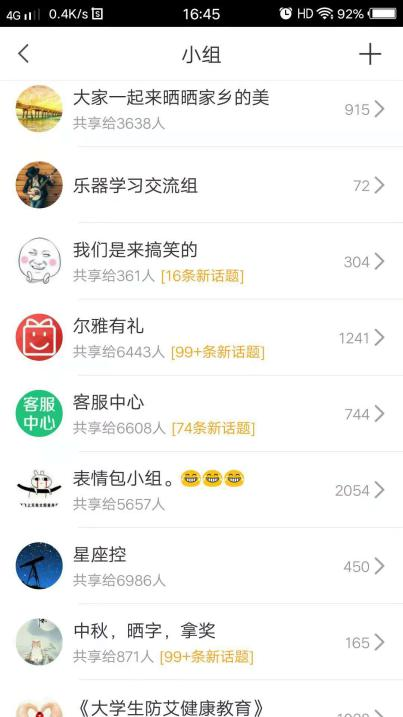 4G 0.4K/s 16:45 HD 92%
小组
大家一起来晒晒家乡的美
915
共享给3638人
乐器学习交流组
72
我们是来搞笑的
304
共享给361人 [16条新话题]
尔雅有礼
1241
共享给6443人 [99+条新话题]
客服
中心
客服中心
744
共享给6608人 [74条新话题]
表情包小组。😂😂😂
2054
共享给5657人
星座控
450
共享给6986人
中秋，晒字，拿奖
165
共享给871人 [99+条新话题]
《大学生防艾健康教育》